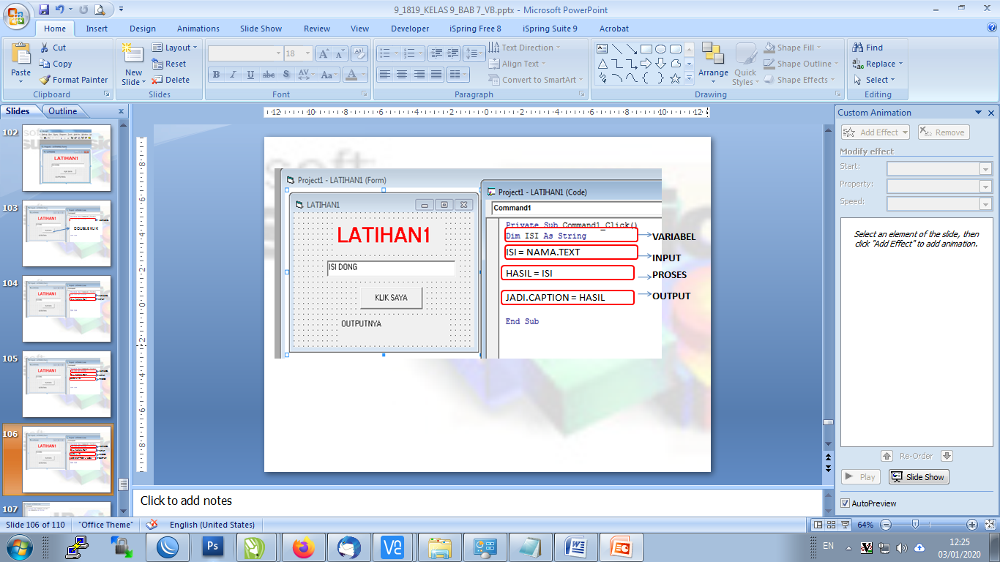 9_1819_KELAS 9_BAB 7_VB.pptx - Microsoft PowerPoint
Home Insert Design Animations Slide Show Review View Developer iSpring Free 8 iSpring Suite 9 Acrobat
Paste
Cut
Copy
Format Painter
Clipboard
New Slide
Layout
Reset
Delete
Slides
18
Font
Text Direction
Align Text
Convert to SmartArt
Paragraph
Arrange
Quick Styles
Shape Fill
Shape Outline
Shape Effects
Drawing
Find
Replace
Select
Editing
Slides Outline
102
LATIHAN1
103
LATIHAN1
DOUBLE KLIK
104
LATIHAN1
105
LATIHAN1
106
LATIHAN1
107
Project1 - LATIHAN1 (Form)
LATIHAN1
LATIHAN1
ISI DONG
KLIK SAYA
OUTPUTNYA
Project1 - LATIHAN1 (Code)
Command1
Private Sub Command1_Click()
Dim ISI As String
VARIABEL
ISI = NAMA.TEXT
INPUT
HASIL = ISI
PROSES
JADI.CAPTION = HASIL
OUTPUT
End Sub
Click to add notes
Custom Animation
Add Effect
Remove
Modify effect
Start:
Property:
Speed:
Select an element of the slide, then
click "Add Effect" to add animation.
Re-Order
Play
Slide Show
AutoPreview
Slide 106 of 110 "Office Theme" English (United States) 64%
EN
12:25
03/01/2020